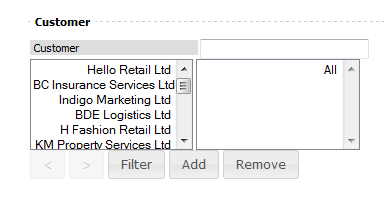 Customer
Customer
Hello Retail Ltd
BC Insurance Services Ltd
Indigo Marketing Ltd
BDE Logistics Ltd
H Fashion Retail Ltd
KM Property Services Ltd
All
< > Filter Add Remove